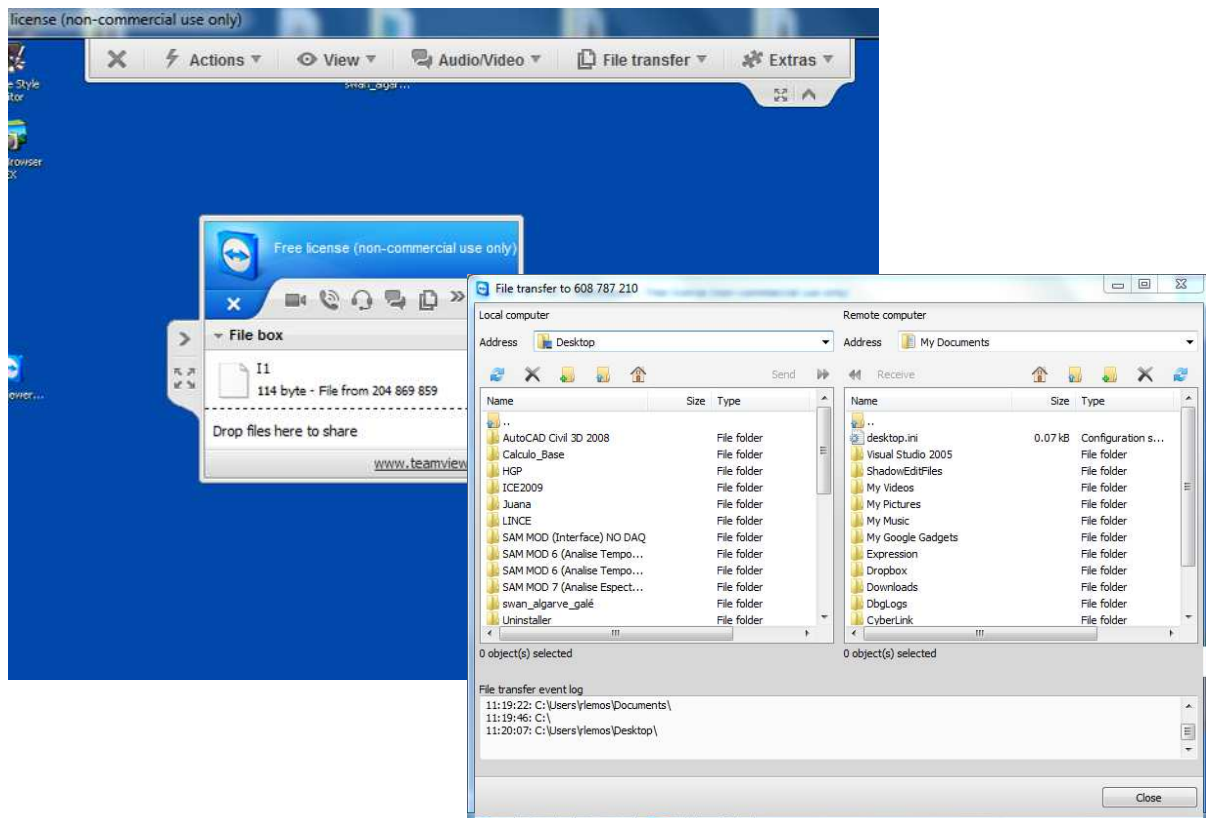 license (non-commercial use only)
Actions View Audio/Video File transfer Extras
e Style
itor
swan_algar...
rowser
ower...
Free license (non-commercial use only)
File box
I1
114 byte - File from 204 869 859
Drop files here to share
www.teamview
File transfer to 608 787 210
Local computer Remote computer
Address Desktop Address My Documents
Send Receive
Name Size Type Name Size Type
.. ..
AutoCAD Civil 3D 2008 File folder desktop.ini 0.07 kB Configuration s...
Calculo_Base File folder Visual Studio 2005 File folder
HGP File folder ShadowEditFiles File folder
ICE2009 File folder My Videos File folder
Juana File folder My Pictures File folder
LINCE File folder My Music File folder
SAM MOD (Interface) NO DAQ File folder My Google Gadgets File folder
SAM MOD 6 (Analise Tempo... File folder Expression File folder
SAM MOD 6 (Analise Tempo... File folder Dropbox File folder
SAM MOD 7 (Analise Espect... File folder Downloads File folder
swan_algarve_galé File folder DbgLogs File folder
Uninstaller File folder CyberLink File folder
0 object(s) selected 0 object(s) selected
File transfer event log
11:19:22: C:\Users\rlemos\Documents\
11:19:46: C:\
11:20:07: C:\Users\rlemos\Desktop\
Close